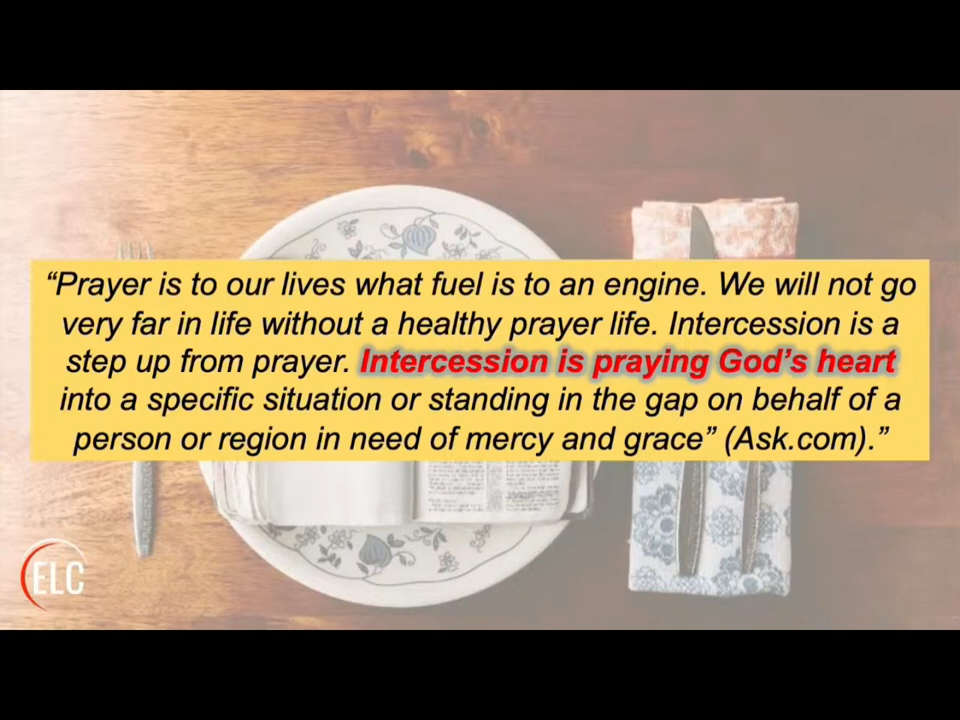 “Prayer is to our lives what fuel is to an engine. We will not go
very far in life without a healthy prayer life. Intercession is a
step up from prayer. Intercession is praying God’s heart
into a specific situation or standing in the gap on behalf of a
person or region in need of mercy and grace” (Ask.com).”
ELC